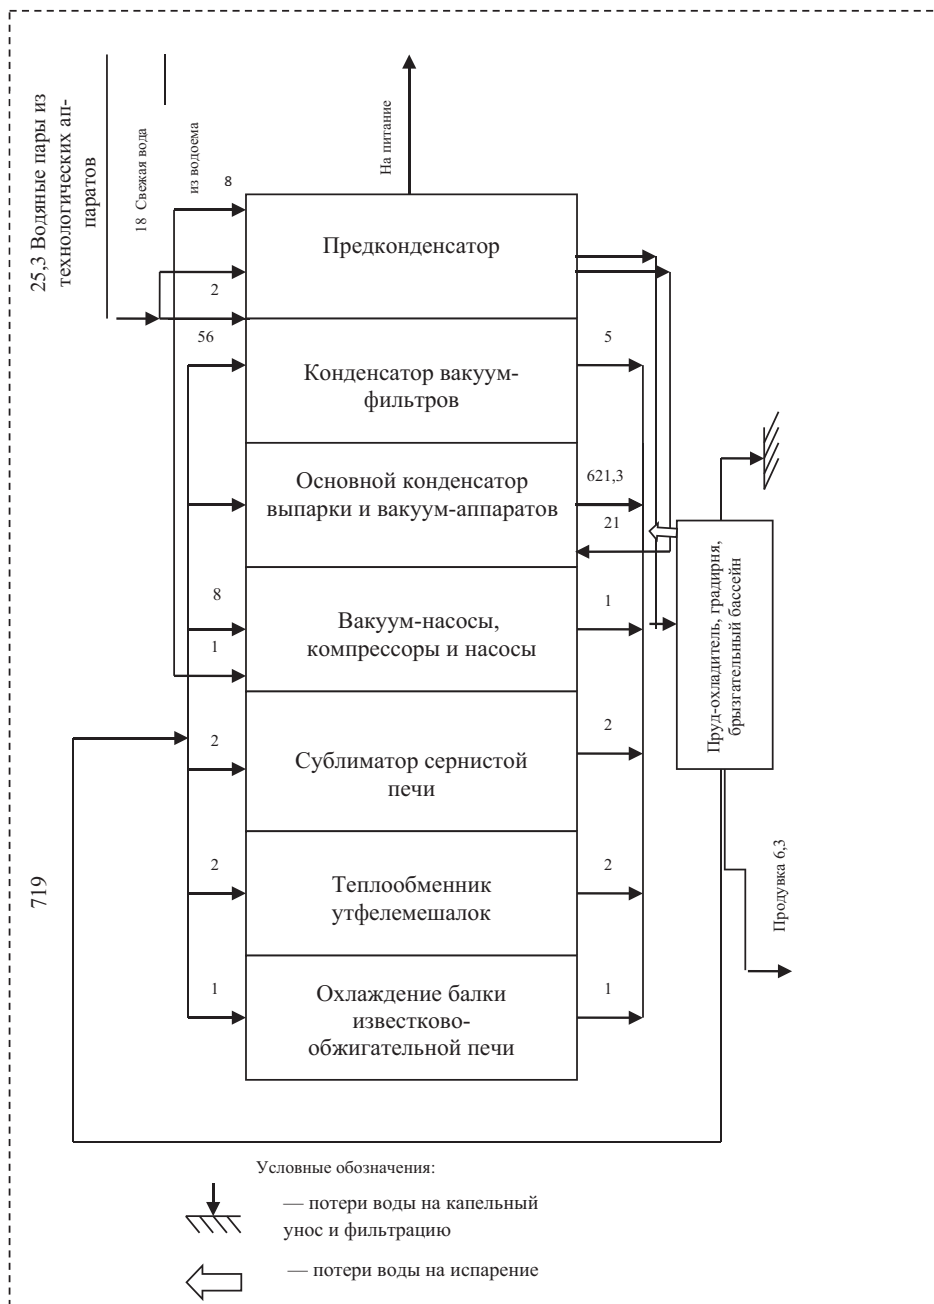 25,3 Водяные пары из
технологических ап-
паратов
18 Свежая вода
из водоема
На питание
8
Предконденсатор
2
56
5
Конденсатор вакуум-
фильтров
Основной конденсатор
выпарки и вакуум-аппаратов
621,3
21
8
1
Вакуум-насосы,
компрессоры и насосы
1
Пруд-охладитель, градирня,
брызгательный бассейн
2
Сублиматор сернистой
печи
2
719
2
Теплообменник
утфелемешалок
2
Продувка 6,3
1
Охлаждение балки
известково-
обжигательной печи
1
Условные обозначения:
— потери воды на капельный
унос и фильтрацию
— потери воды на испарение